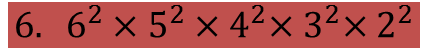 6. 6² × 5² × 4² × 3² × 2²